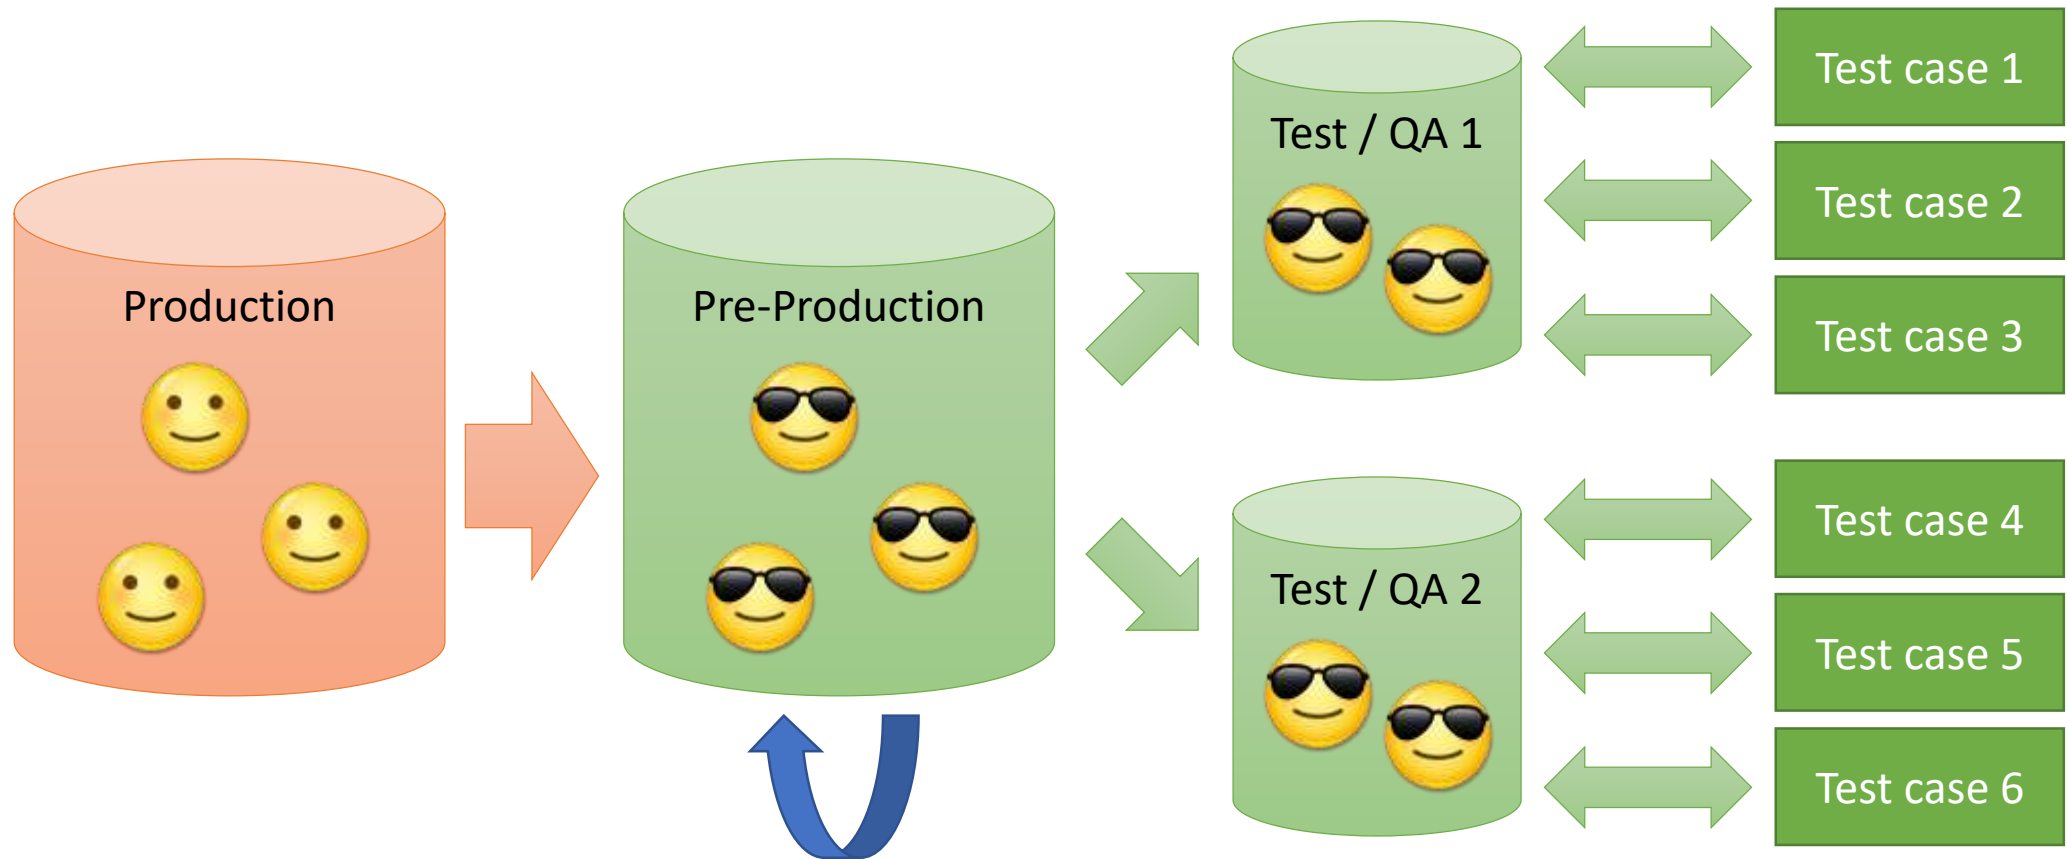 Production
Pre-Production
Test / QA 1
Test case 1
Test case 2
Test case 3
Test / QA 2
Test case 4
Test case 5
Test case 6